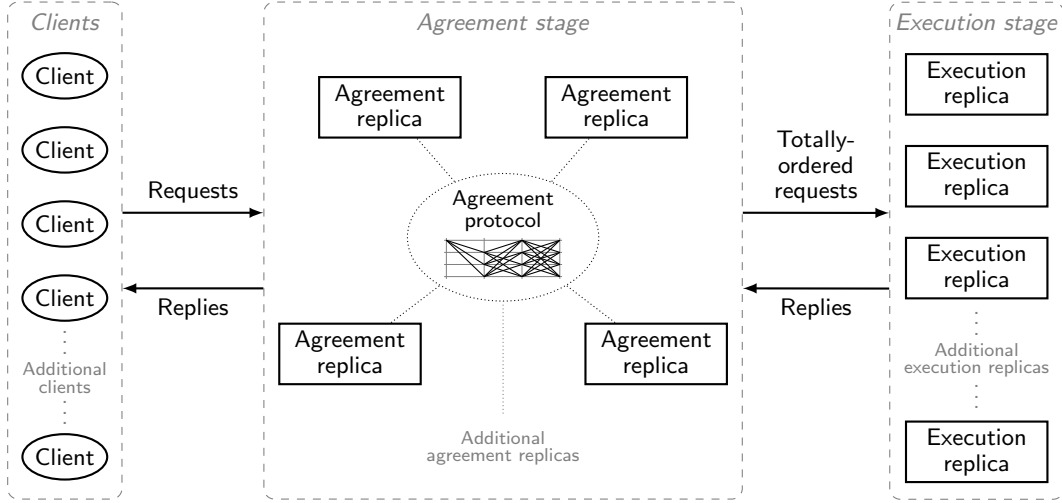 Clients
Client
Client
Client
Client
Additional
clients
Client
Requests
Replies
Agreement stage
Agreement
replica
Agreement
replica
Agreement
protocol
Agreement
replica
Agreement
replica
Additional
agreement replicas
Totally-
ordered
requests
Replies
Execution stage
Execution
replica
Execution
replica
Execution
replica
Additional
execution replicas
Execution
replica